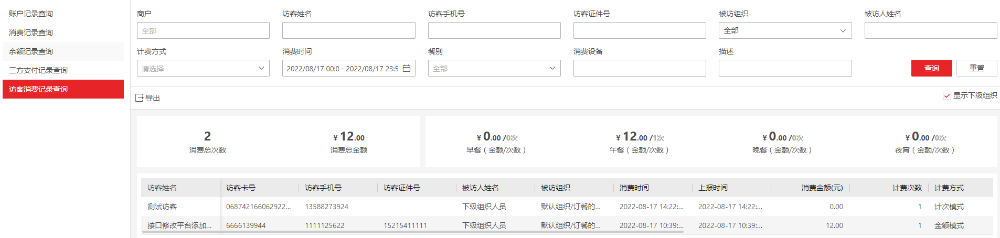 账户记录查询
消费记录查询
余额记录查询
三方支付记录查询
访客消费记录查询
商户 访客姓名 访客手机号 访客证件号 被访组织 被访人姓名
全部 全部
计费方式 消费时间 餐别 消费设备 描述
请选择 2022/08/17 00:0 - 2022/08/17 23:5 全部 查询 重置
导出 显示下级组织
2 ¥ 12.00 ¥ 0.00 /0次 ¥ 12.00 /1次 ¥ 0.00 /0次 ¥ 0.00 /0次
消费总次数 消费总金额 早餐（金额/次数） 午餐（金额/次数） 晚餐（金额/次数） 夜宵（金额/次数）
访客姓名 访客卡号 访客手机号 访客证件号 被访人姓名 被访组织 消费时间 上报时间 消费金额(元) 计费次数 计费方式
测试访客 068742166062922... 13588273924 下级组织人员 默认组织/订餐的... 2022-08-17 14:22:... 2022-08-17 14:22:... 0.00 1 计次模式
接口修改平台添加... 6666139944 1111125622 15215411111 下级组织人员 默认组织/订餐的... 2022-08-17 10:39:... 2022-08-17 10:39:... 12.00 1 金额模式